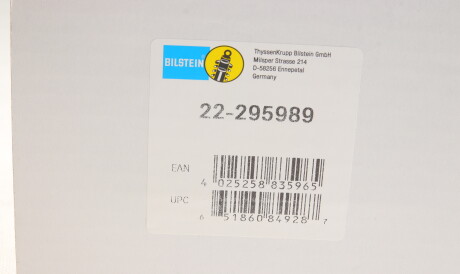 BILSTEIN
ThyssenKrupp Bilstein GmbH
Milsper Strasse 214
D-58256 Ennepetal
Germany
22-295989
EAN
4 025258 835965
UPC
6 51860 84928 7